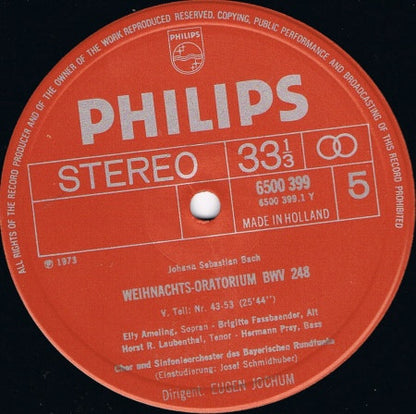 ALL RIGHTS OF THE RECORD PRODUCER AND OF THE OWNER OF THE WORK REPRODUCED RESERVED. COPYING, PUBLIC PERFORMANCE AND BROADCASTING OF THIS RECORD PROHIBITED
PHILIPS
PHILIPS
STEREO 33 1/3
6500 399
6500 399.1 Y
5
MADE IN HOLLAND
℗ 1973
Johann Sebastian Bach
WEIHNACHTS-ORATORIUM BWV 248
V. Teil: Nr. 43-53 (25'44")
Elly Ameling, Sopran - Brigitte Fassbaender, Alt
Horst R. Laubenthal, Tenor - Hermann Prey, Bass
Chor und Sinfonieorchester des Bayerischen Rundfunks
(Einstudierung: Josef Schmidhuber)
Dirigent: EUGEN JOCHUM